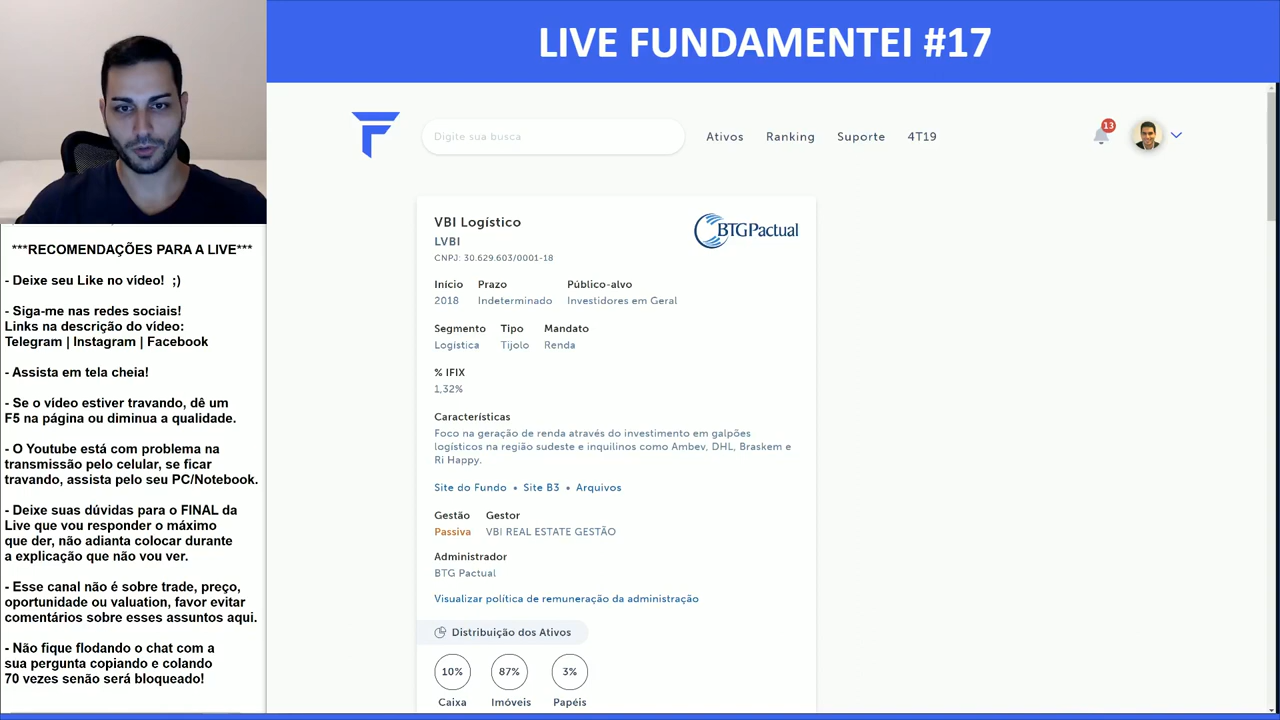 LIVE FUNDAMENTEI #17
Digite sua busca
Ativos
Ranking
Suporte
4T19
13
***RECOMENDAÇÕES PARA A LIVE***
- Deixe seu Like no vídeo!  ;)
- Siga-me nas redes sociais!
Links na descrição do vídeo:
Telegram | Instagram | Facebook
- Assista em tela cheia!
- Se o vídeo estiver travando, dê um
F5 na página ou diminua a qualidade.
- O Youtube está com problema na
transmissão pelo celular, se ficar
travando, assista pelo seu PC/Notebook.
- Deixe suas dúvidas para o FINAL da
Live que vou responder o máximo
que der, não adianta colocar durante
a explicação que não vou ver.
- Esse canal não é sobre trade, preço,
oportunidade ou valuation, favor evitar
comentários sobre esses assuntos aqui.
- Não fique flodando o chat com a
sua pergunta copiando e colando
70 vezes senão será bloqueado!
VBI Logístico
LVBI
CNPJ: 30.629.603/0001-18
BTGPactual
Início Prazo Público-alvo
2018 Indeterminado Investidores em Geral
Segmento Tipo Mandato
Logística Tijolo Renda
% IFIX
1,32%
Características
Foco na geração de renda através do investimento em galpões
logísticos na região sudeste e inquilinos como Ambev, DHL, Braskem e
Ri Happy.
Site do Fundo • Site B3 • Arquivos
Gestão Gestor
Passiva VBI REAL ESTATE GESTÃO
Administrador
BTG Pactual
Visualizar política de remuneração da administração
Distribuição dos Ativos
10% 87% 3%
Caixa Imóveis Papéis